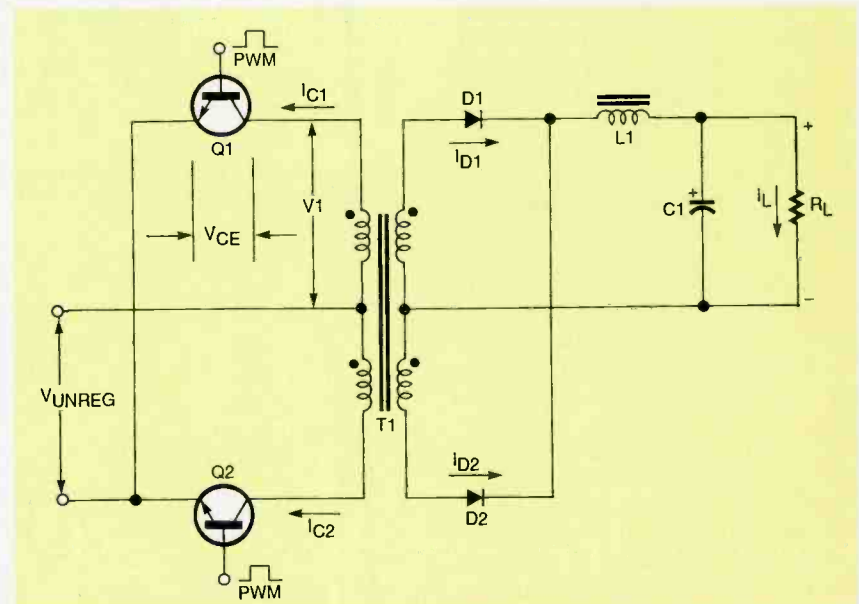 PWM
I_C1
Q1
V_CE
V1
D1
I_D1
L1
C1
i_L
R_L
+
+
−
V_UNREG
T1
Q2
I_C2
PWM
i_D2
D2